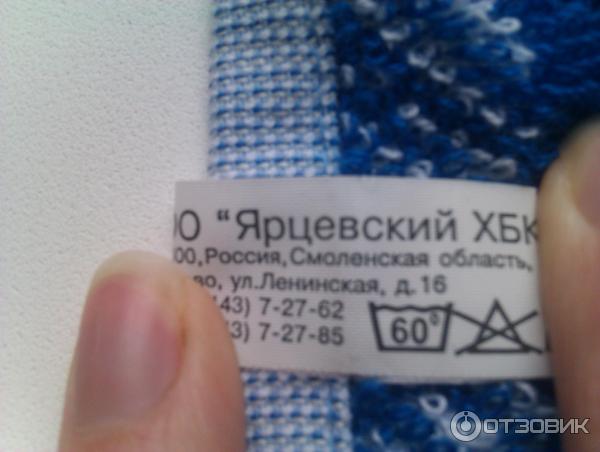 ОО "Ярцевский ХБК
00, Россия, Смоленская область,
во, ул.Ленинская, д. 16
43) 7-27-62
3) 7-27-85
60°
ОТЗОВИК